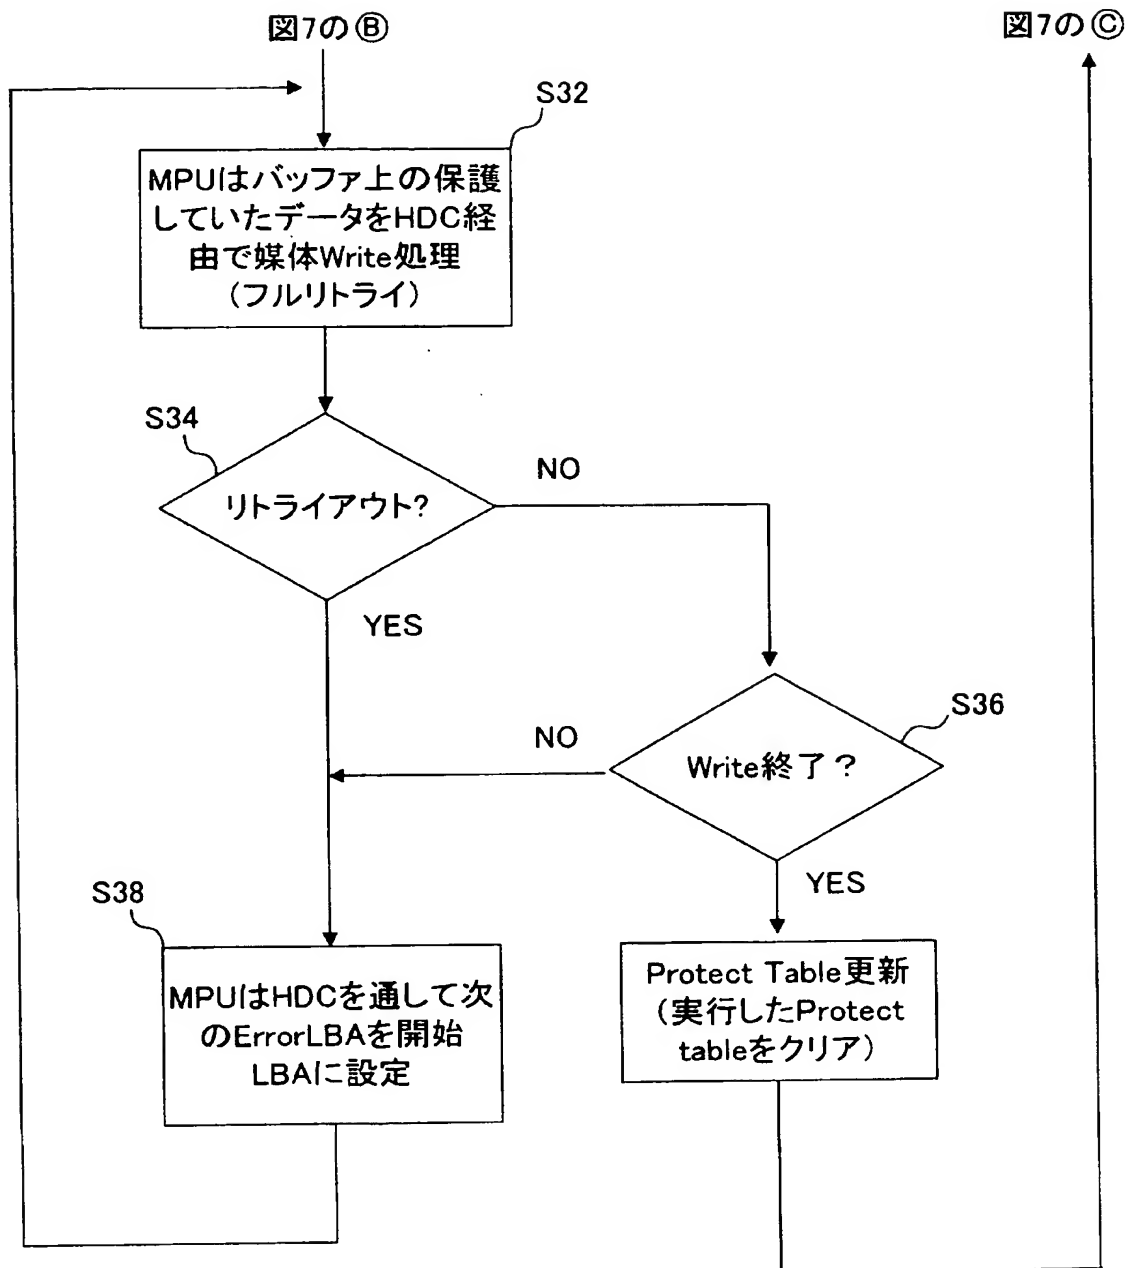 図7のⒷ
図7のⒸ
S32
MPUはバッファ上の保護
していたデータをHDC経
由で媒体Write処理
(フルリトライ)
S34
リトライアウト?
NO
YES
S36
Write終了？
NO
YES
S38
MPUはHDCを通して次
のErrorLBAを開始
LBAに設定
Protect Table更新
(実行したProtect
tableをクリア)